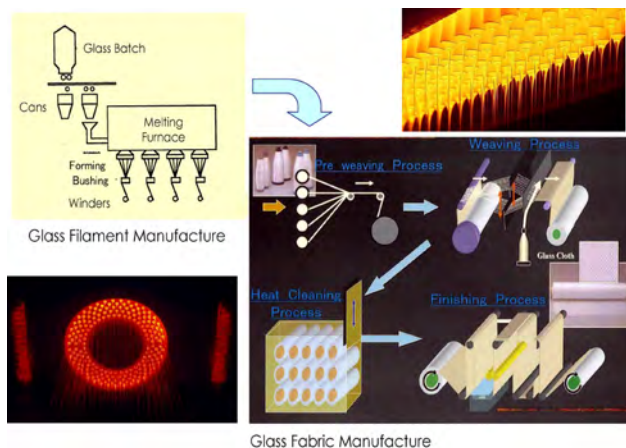 Glass Batch
Cans
Melting
Furnace
Forming
Bushing
Winders
Glass Filament Manufacture
Pre weaving Process
Weaving Process
Glass Cloth
Heat Cleaning
Process
Finishing Process
Glass Fabric Manufacture